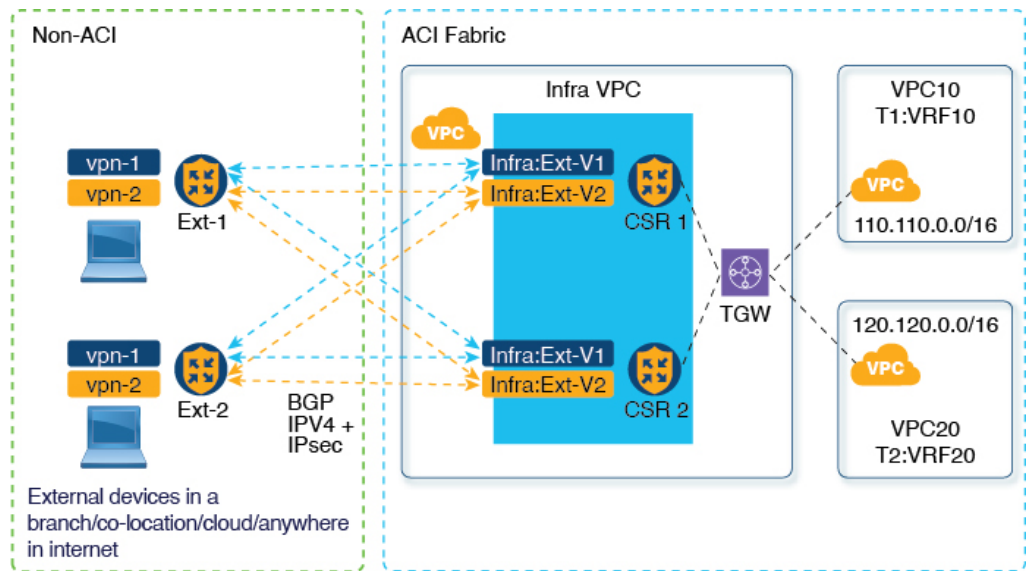 Non-ACI
vpn-1
vpn-2
Ext-1
vpn-1
vpn-2
Ext-2
BGP
IPV4 +
IPsec
External devices in a
branch/co-location/cloud/anywhere
in internet
ACI Fabric
Infra VPC
VPC
Infra:Ext-V1
Infra:Ext-V2
CSR 1
Infra:Ext-V1
Infra:Ext-V2
CSR 2
TGW
VPC10
T1:VRF10
VPC
110.110.0.0/16
120.120.0.0/16
VPC
VPC20
T2:VRF20